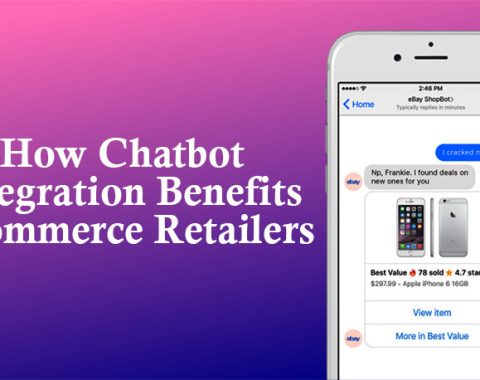 How Chatbot
tegration Benefits
ommerce Retailers
2:46 PM
Home
eBay ShopBot>
Typically replies in minutes
I cracked m
Np, Frankie. I found deals on
new ones for you
ebay
Best Value 78 sold 4.7 sta
$297.99 - Apple iPhone 6 16GB
View item
More in Best Value
ebay